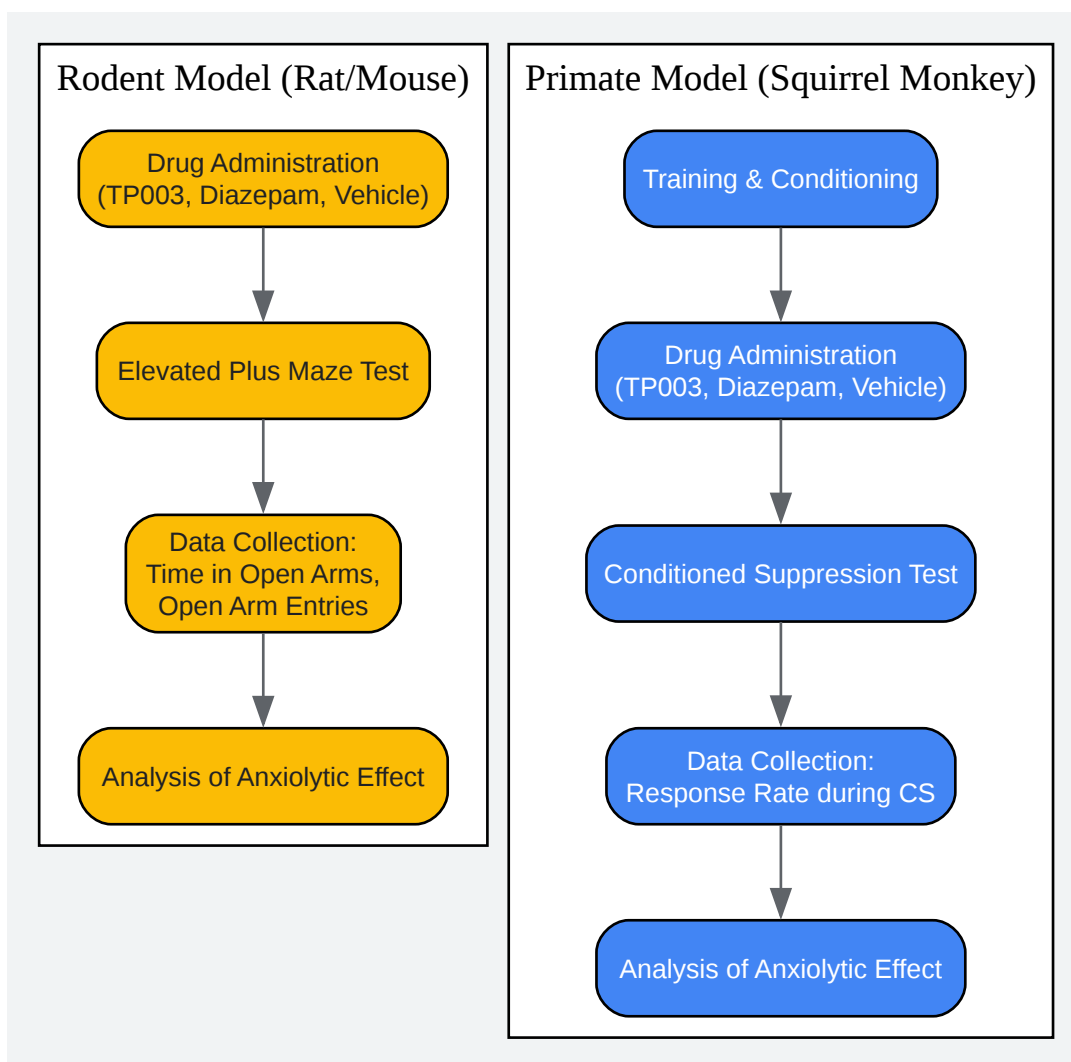 Rodent Model (Rat/Mouse)
Drug Administration
(TP003, Diazepam, Vehicle)
Elevated Plus Maze Test
Data Collection:
Time in Open Arms,
Open Arm Entries
Analysis of Anxiolytic Effect
Primate Model (Squirrel Monkey)
Training & Conditioning
Drug Administration
(TP003, Diazepam, Vehicle)
Conditioned Suppression Test
Data Collection:
Response Rate during CS
Analysis of Anxiolytic Effect